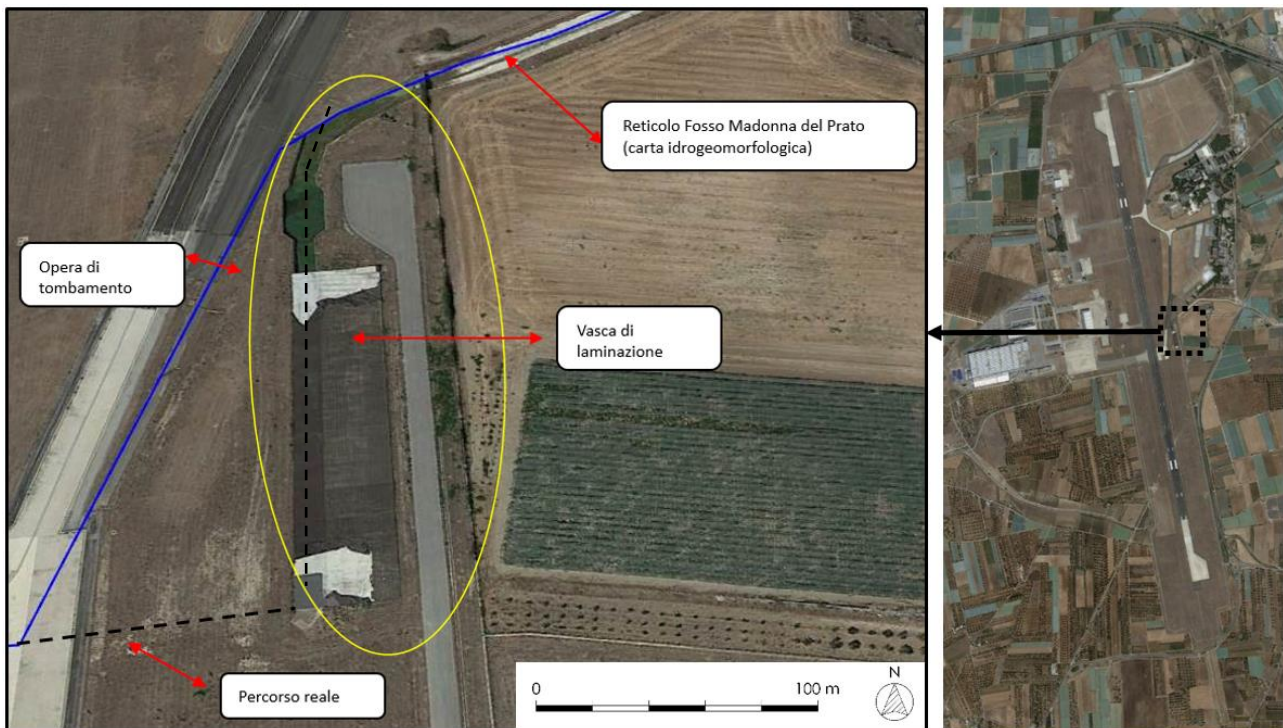 Reticolo Fosso Madonna del Prato
(carta idrogeomorfologica)
Opera di
tombamento
Vasca di
laminazione
Percorso reale
0
100 m
N